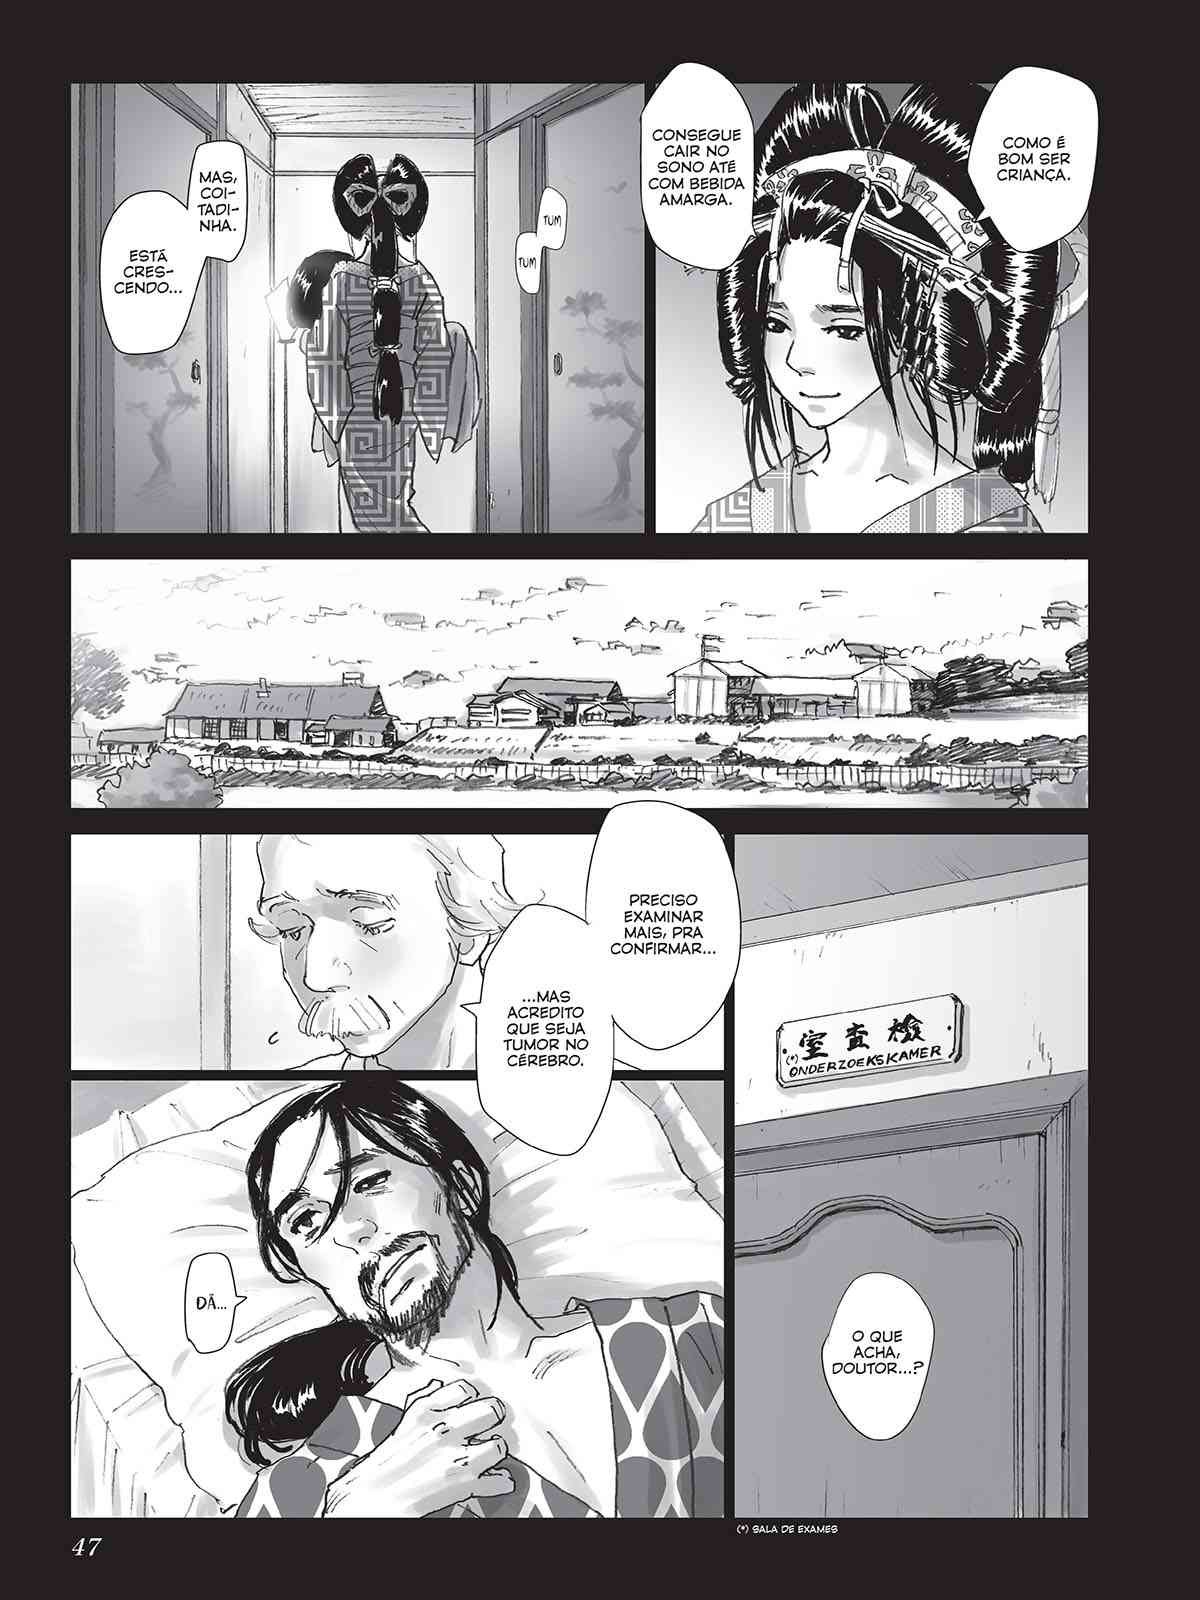 COMO É
BOM SER
CRIANÇA.
CONSEGUE
CAIR NO
SONO ATÉ
COM BEBIDA
AMARGA.
TUM
TUM
MAS,
COI-
TADI-
NHA.
ESTÁ
CRES-
CENDO...
室査検
(*) ONDERZOEKSKAMER
O QUE
ACHA,
DOUTOR...?
(*) SALA DE EXAMES
PRECISO
EXAMINAR
MAIS, PRA
CONFIRMAR...
...MAS
ACREDITO
QUE SEJA
TUMOR NO
CÉREBRO.
DÃ...
47